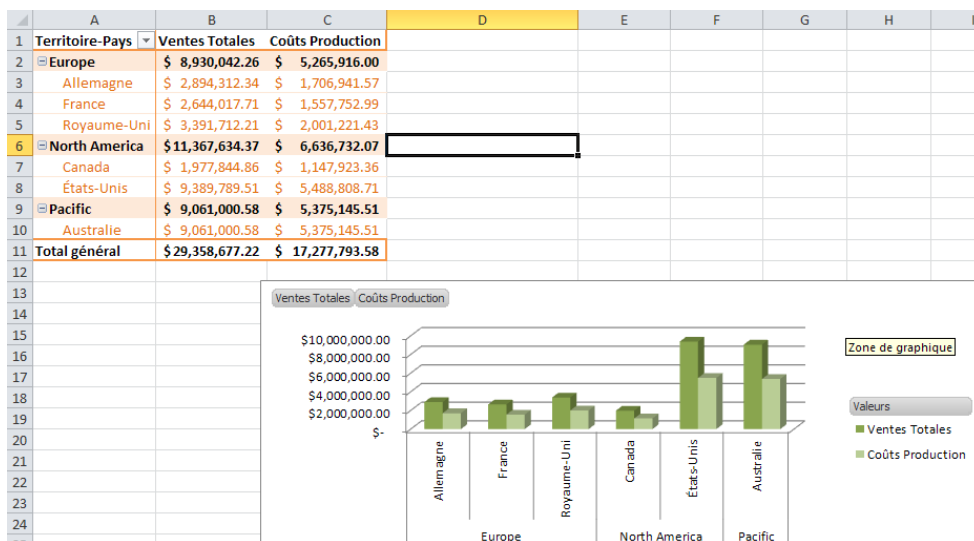 A B C D E F G H
1 Territoire-Pays Ventes Totales Coûts Production
2 Europe $ 8,930,042.26 $ 5,265,916.00
3 Allemagne $ 2,894,312.34 $ 1,706,941.57
4 France $ 2,644,017.71 $ 1,557,752.99
5 Royaume-Uni $ 3,391,712.21 $ 2,001,221.43
6 North America $11,367,634.37 $ 6,636,732.07
7 Canada $ 1,977,844.86 $ 1,147,923.36
8 États-Unis $ 9,389,789.51 $ 5,488,808.71
9 Pacific $ 9,061,000.58 $ 5,375,145.51
10 Australie $ 9,061,000.58 $ 5,375,145.51
11 Total général $29,358,677.22 $ 17,277,793.58
12
13
14
15
16
17
18
19
20
21
22
23
24
Ventes Totales Coûts Production
$10,000,000.00
$8,000,000.00
$6,000,000.00
$4,000,000.00
$2,000,000.00
$-
Allemagne
France
Royaume-Uni
Canada
États-Unis
Australie
Europe North America Pacific
Zone de graphique
Valeurs
Ventes Totales
Coûts Production